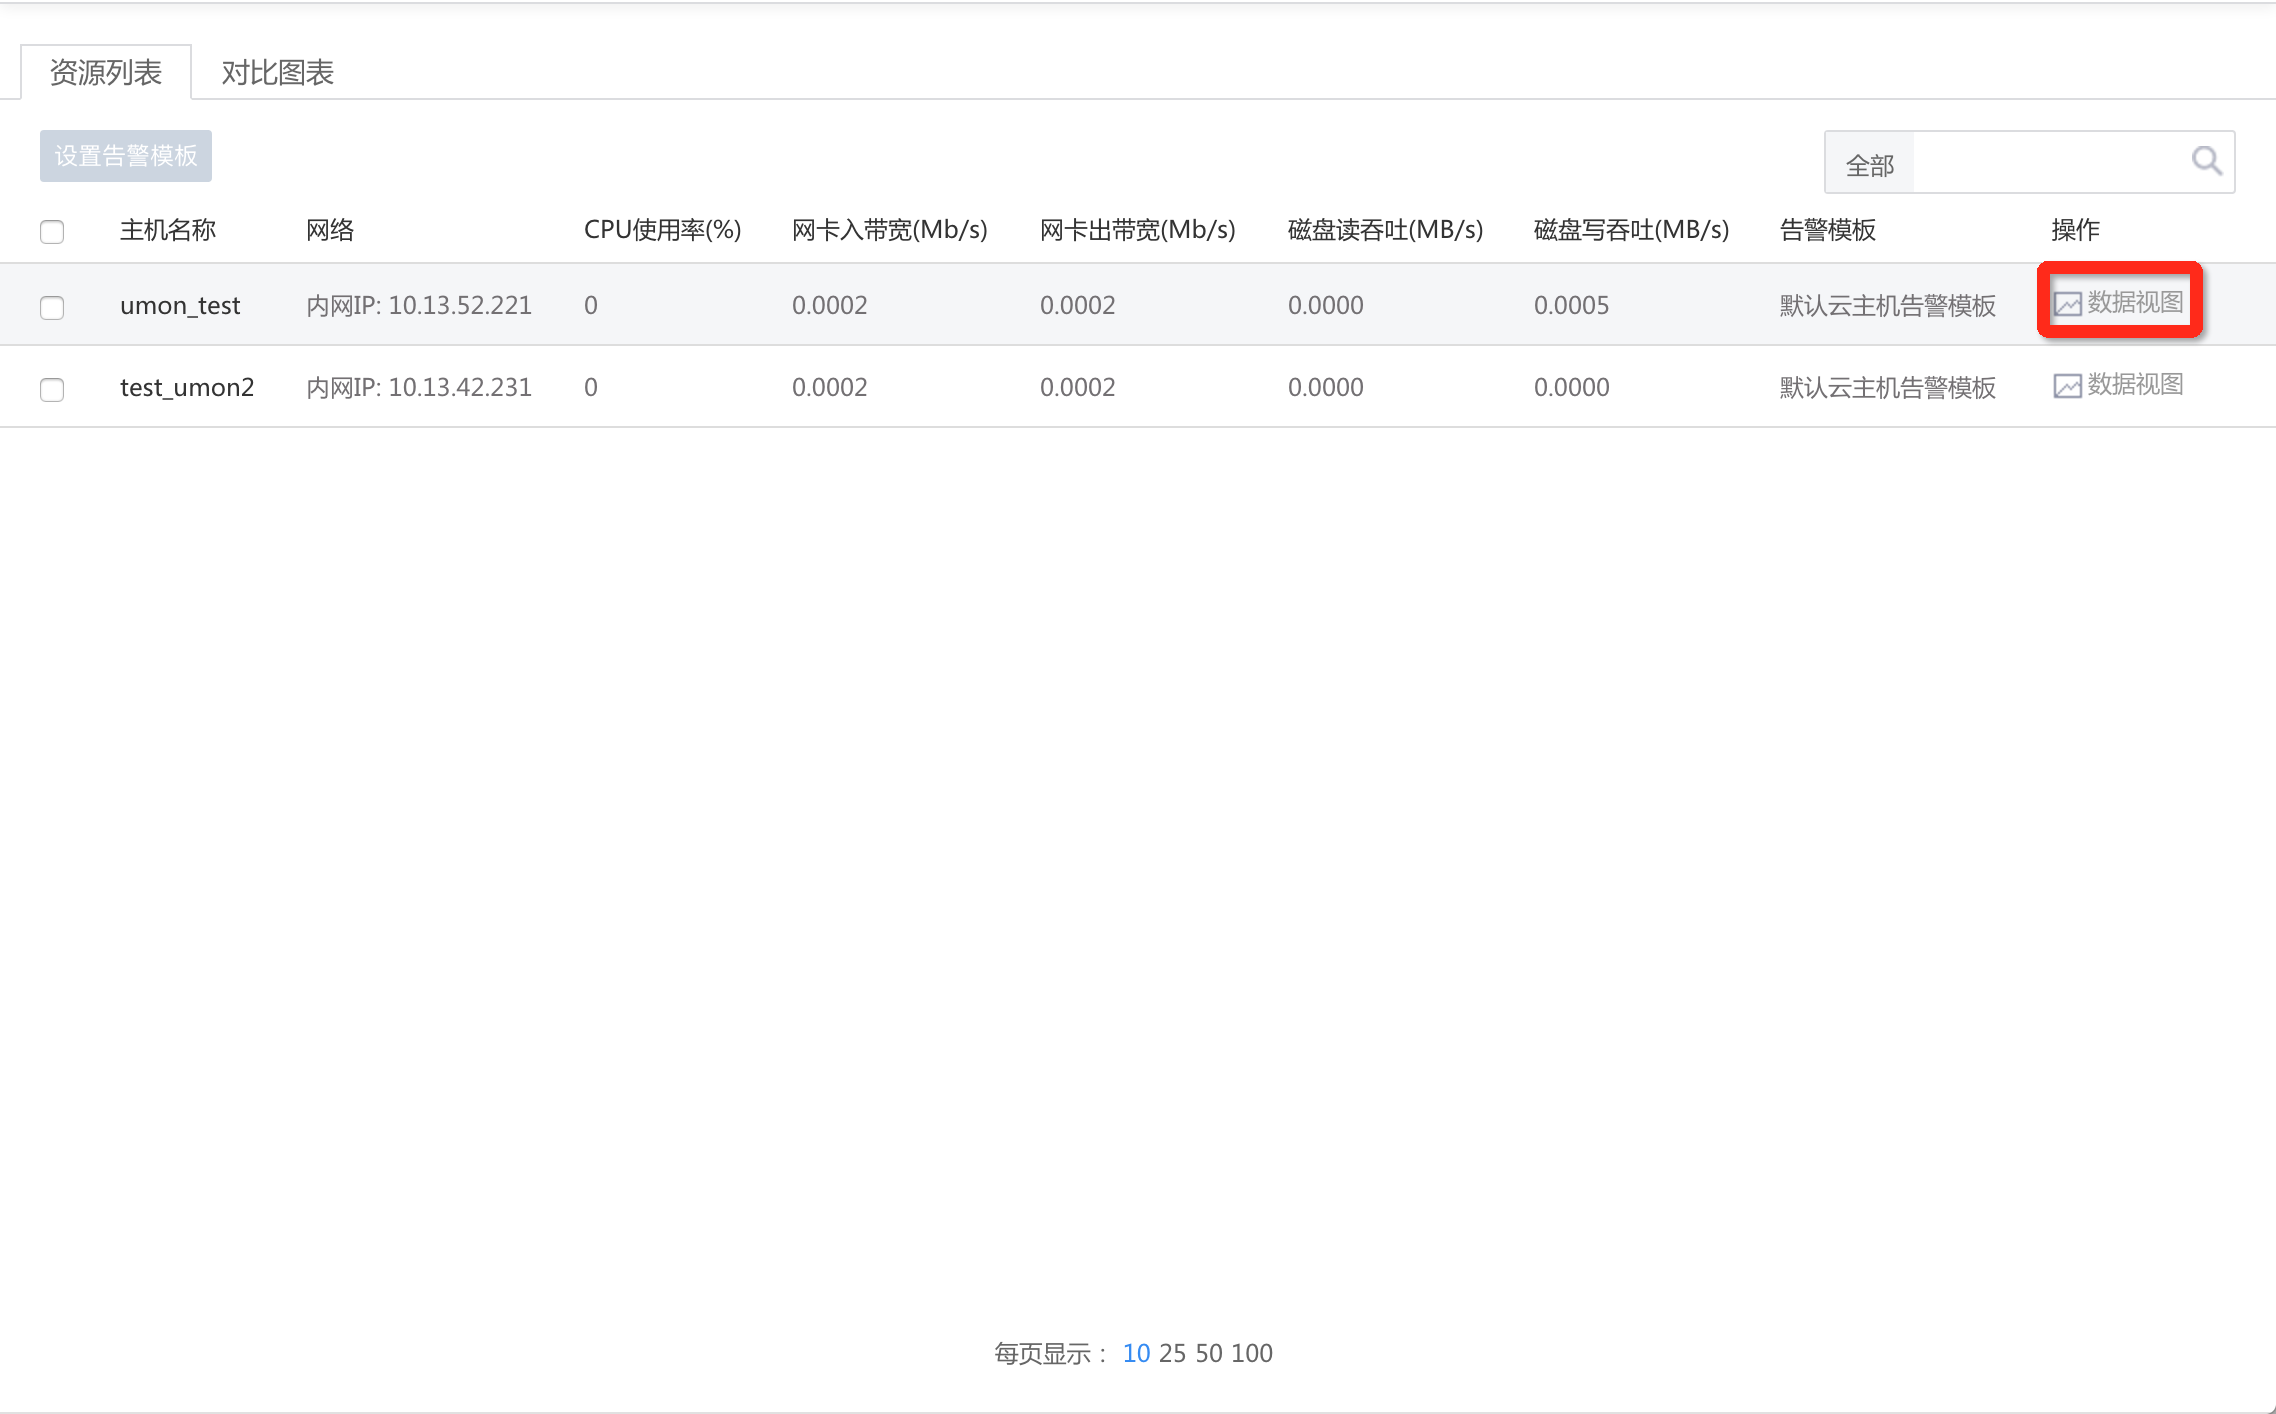 资源列表 对比图表
设置告警模板 全部
主机名称 网络 CPU使用率(%) 网卡入带宽(Mb/s) 网卡出带宽(Mb/s) 磁盘读吞吐(MB/s) 磁盘写吞吐(MB/s) 告警模板 操作
umon_test 内网IP: 10.13.52.221 0 0.0002 0.0002 0.0000 0.0005 默认云主机告警模板 数据视图
test_umon2 内网IP: 10.13.42.231 0 0.0002 0.0002 0.0000 0.0000 默认云主机告警模板 数据视图
每页显示： 10 25 50 100